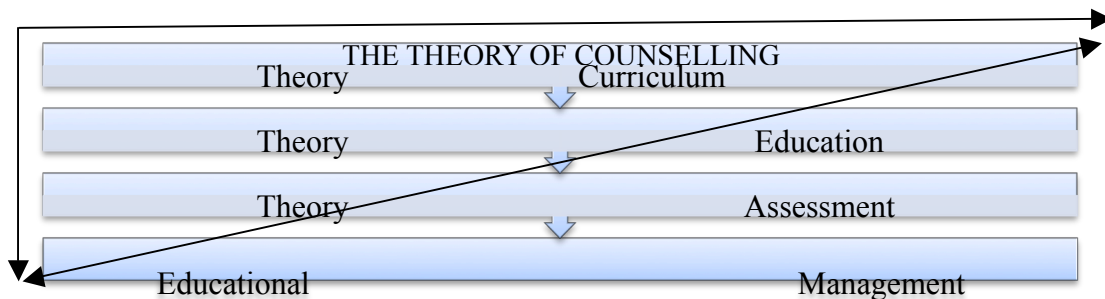 THE THEORY OF COUNSELLING
Theory Curriculum
Theory Education
Theory Assessment
Educational Management